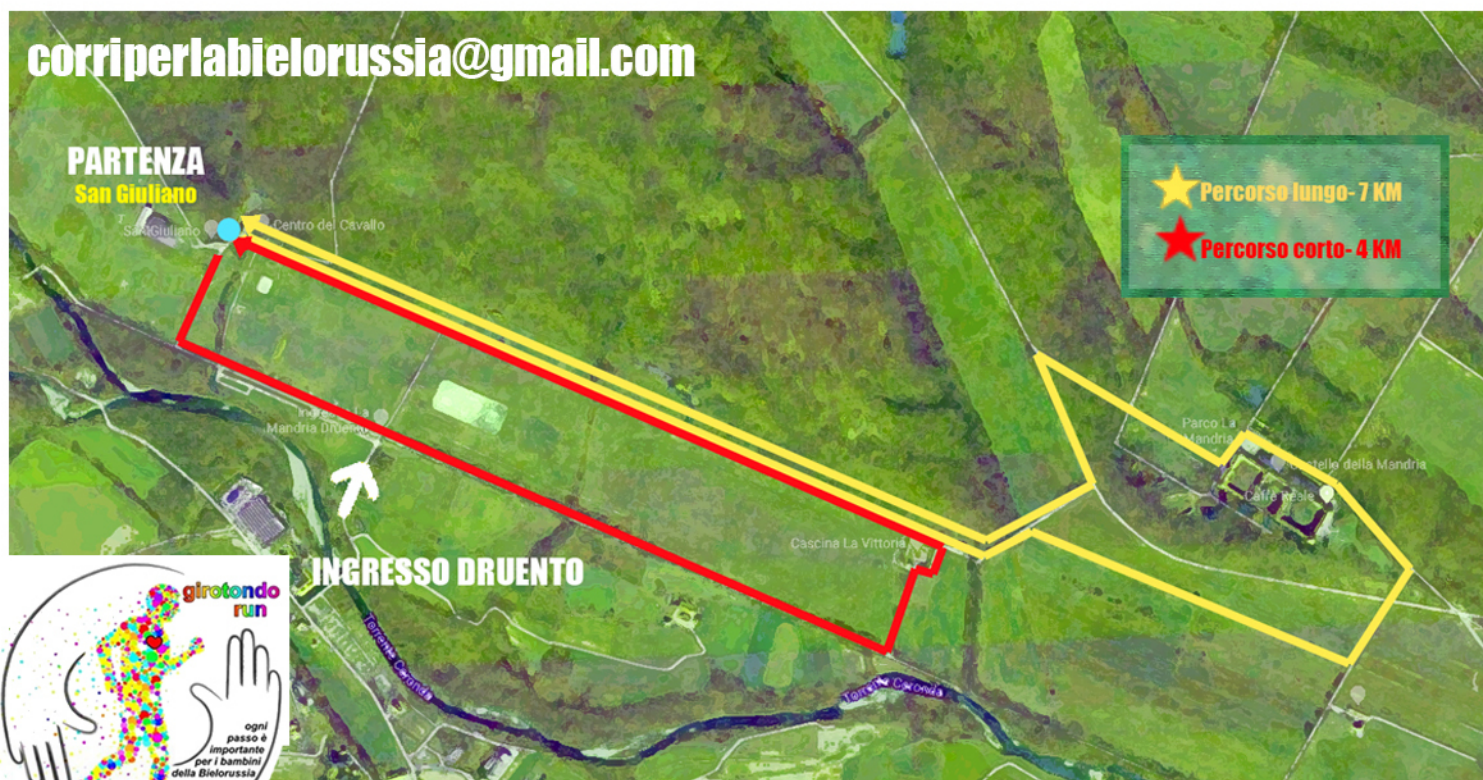 corriperlabielorussia@gmail.com
PARTENZA
San Giuliano
San Giuliano
Centro del Cavallo
Percorso lungo- 7 KM
Percorso corto- 4 KM
Ingresso La
Mandria Druento
Parco La
Mandria
Castello della Mandria
Caffè Reale
Cascina La Vittoria
INGRESSO DRUENTO
Torrente Ceronda
Torrente Ceronda
girotondo
run
ogni
passo è
importante
per i bambini
della Bielorussia